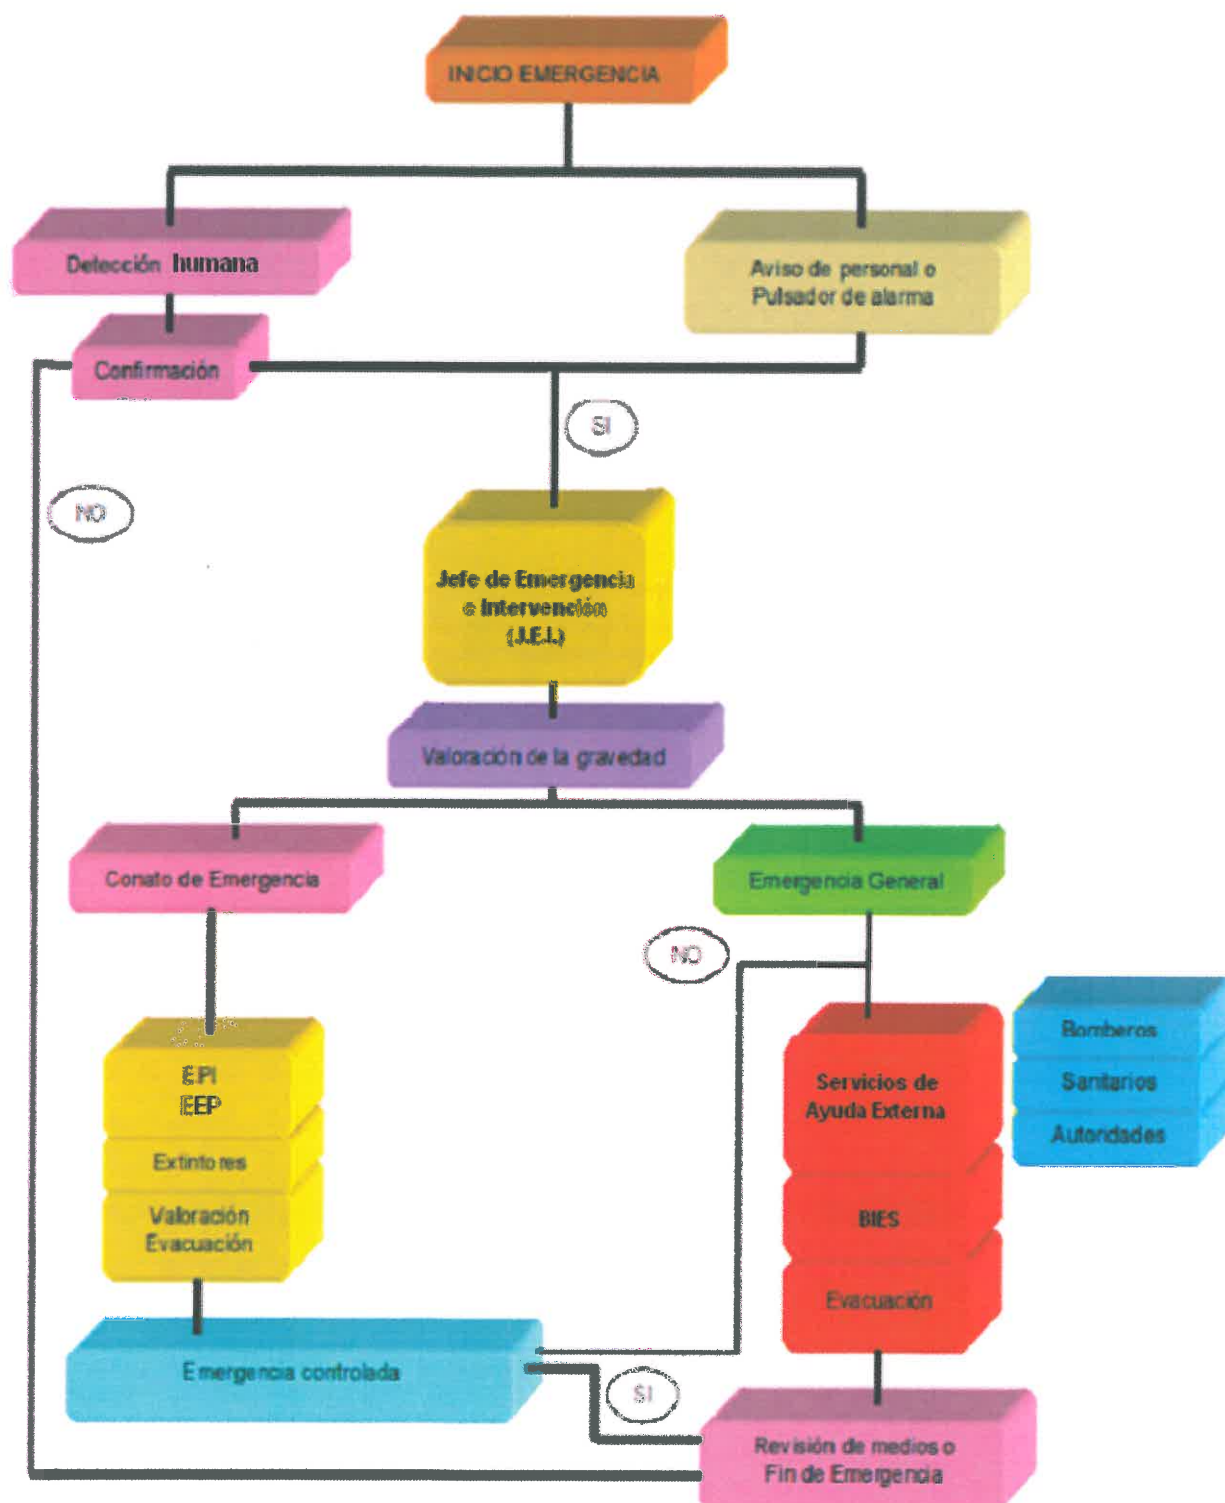 INICIO EMERGENCIA
Detección humana
Aviso de personal o
Pulsador de alarma
Confirmación
SI
NO
Jefe de Emergencia
e Intervención
(J.E.I.)
Valoración de la gravedad
Conato de Emergencia
Emergencia General
NO
E.P.I
EEP
Extintores
Valoración
Evacuación
Servicios de
Ayuda Externa
BIES
Evacuación
Bomberos
Sanitarios
Autoridades
Emergencia controlada
SI
Revisión de medios o
Fin de Emergencia